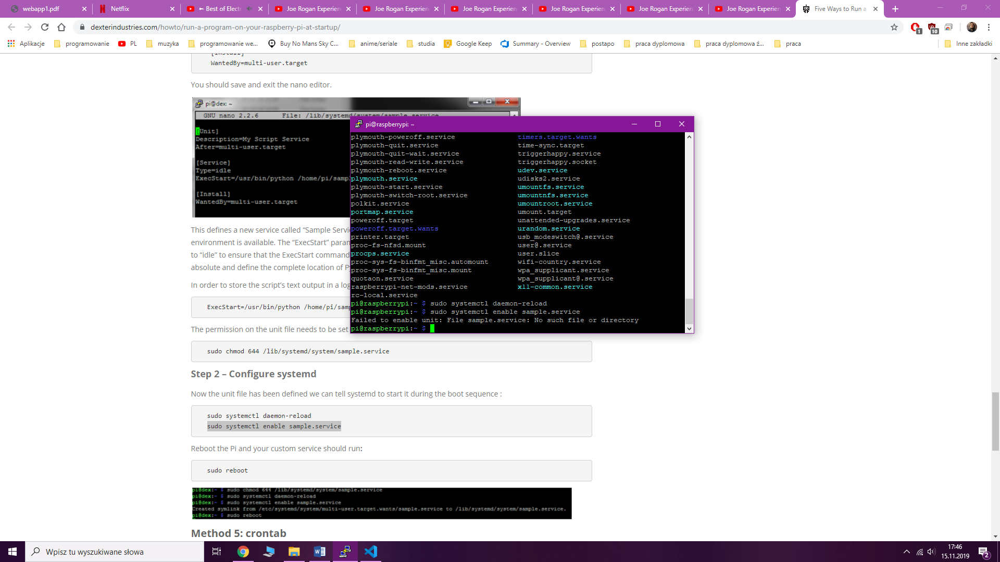 webapp1.pdf
Netflix
► Best of Electr
Joe Rogan Experien
Joe Rogan Experien
Joe Rogan Experien
Joe Rogan Experien
Joe Rogan Experien
Joe Rogan Experien
Five Ways to Run a
dexterindustries.com/howto/run-a-program-on-your-raspberry-pi-at-startup/
1
10
Aplikacje
programowanie
PL
muzyka
programowanie we...
Buy No Mans Sky C...
anime/seriale
studia
Google Keep
Summary - Overview
postapo
praca dyplomowa
praca dyplomowa ź...
praca
Inne zakładki
[Install]
WantedBy=multi-user.target
You should save and exit the nano editor.
pi@dex: ~
GNU nano 2.2.6 File: /lib/systemd/system/sample.service
[Unit]
Description=My Script Service
After=multi-user.target
[Service]
Type=idle
ExecStart=/usr/bin/python /home/pi/samp
[Install]
WantedBy=multi-user.target
This defines a new service called “Sample Servi
environment is available. The “ExecStart” paran
to “idle” to ensure that the ExecStart command
absolute and define the complete location of Py
In order to store the script’s text output in a log
ExecStart=/usr/bin/python /home/pi/samp
The permission on the unit file needs to be set
sudo chmod 644 /lib/systemd/system/sample.service
Step 2 – Configure systemd
Now the unit file has been defined we can tell systemd to start it during the boot sequence :
sudo systemctl daemon-reload
sudo systemctl enable sample.service
Reboot the Pi and your custom service should run:
sudo reboot
pi@dex:~ $ sudo chmod 644 /lib/systemd/system/sample.service
pi@dex:~ $ sudo systemctl daemon-reload
pi@dex:~ $ sudo systemctl enable sample.service
Created symlink from /etc/systemd/system/multi-user.target.wants/sample.service to /lib/systemd/system/sample.service.
pi@dex:~ $ sudo reboot
Method 5: crontab
pi@raspberrypi: ~
plymouth-poweroff.service timers.target.wants
plymouth-quit.service time-sync.target
plymouth-quit-wait.service triggerhappy.service
plymouth-read-write.service triggerhappy.socket
plymouth-reboot.service udev.service
plymouth.service udisks2.service
plymouth-start.service umountfs.service
plymouth-switch-root.service umountnfs.service
polkit.service umountroot.service
portmap.service umount.target
poweroff.target unattended-upgrades.service
poweroff.target.wants urandom.service
printer.target usb_modeswitch@.service
proc-fs-nfsd.mount user@.service
procps.service user.slice
proc-sys-fs-binfmt_misc.automount wifi-country.service
proc-sys-fs-binfmt_misc.mount wpa_supplicant.service
quotaon.service wpa_supplicant@.service
raspberrypi-net-mods.service x11-common.service
rc-local.service
pi@raspberrypi:~ $ sudo systemctl daemon-reload
pi@raspberrypi:~ $ sudo systemctl enable sample.service
Failed to enable unit: File sample.service: No such file or directory
pi@raspberrypi:~ $
Wpisz tu wyszukiwane słowa
17:46
15.11.2019
2